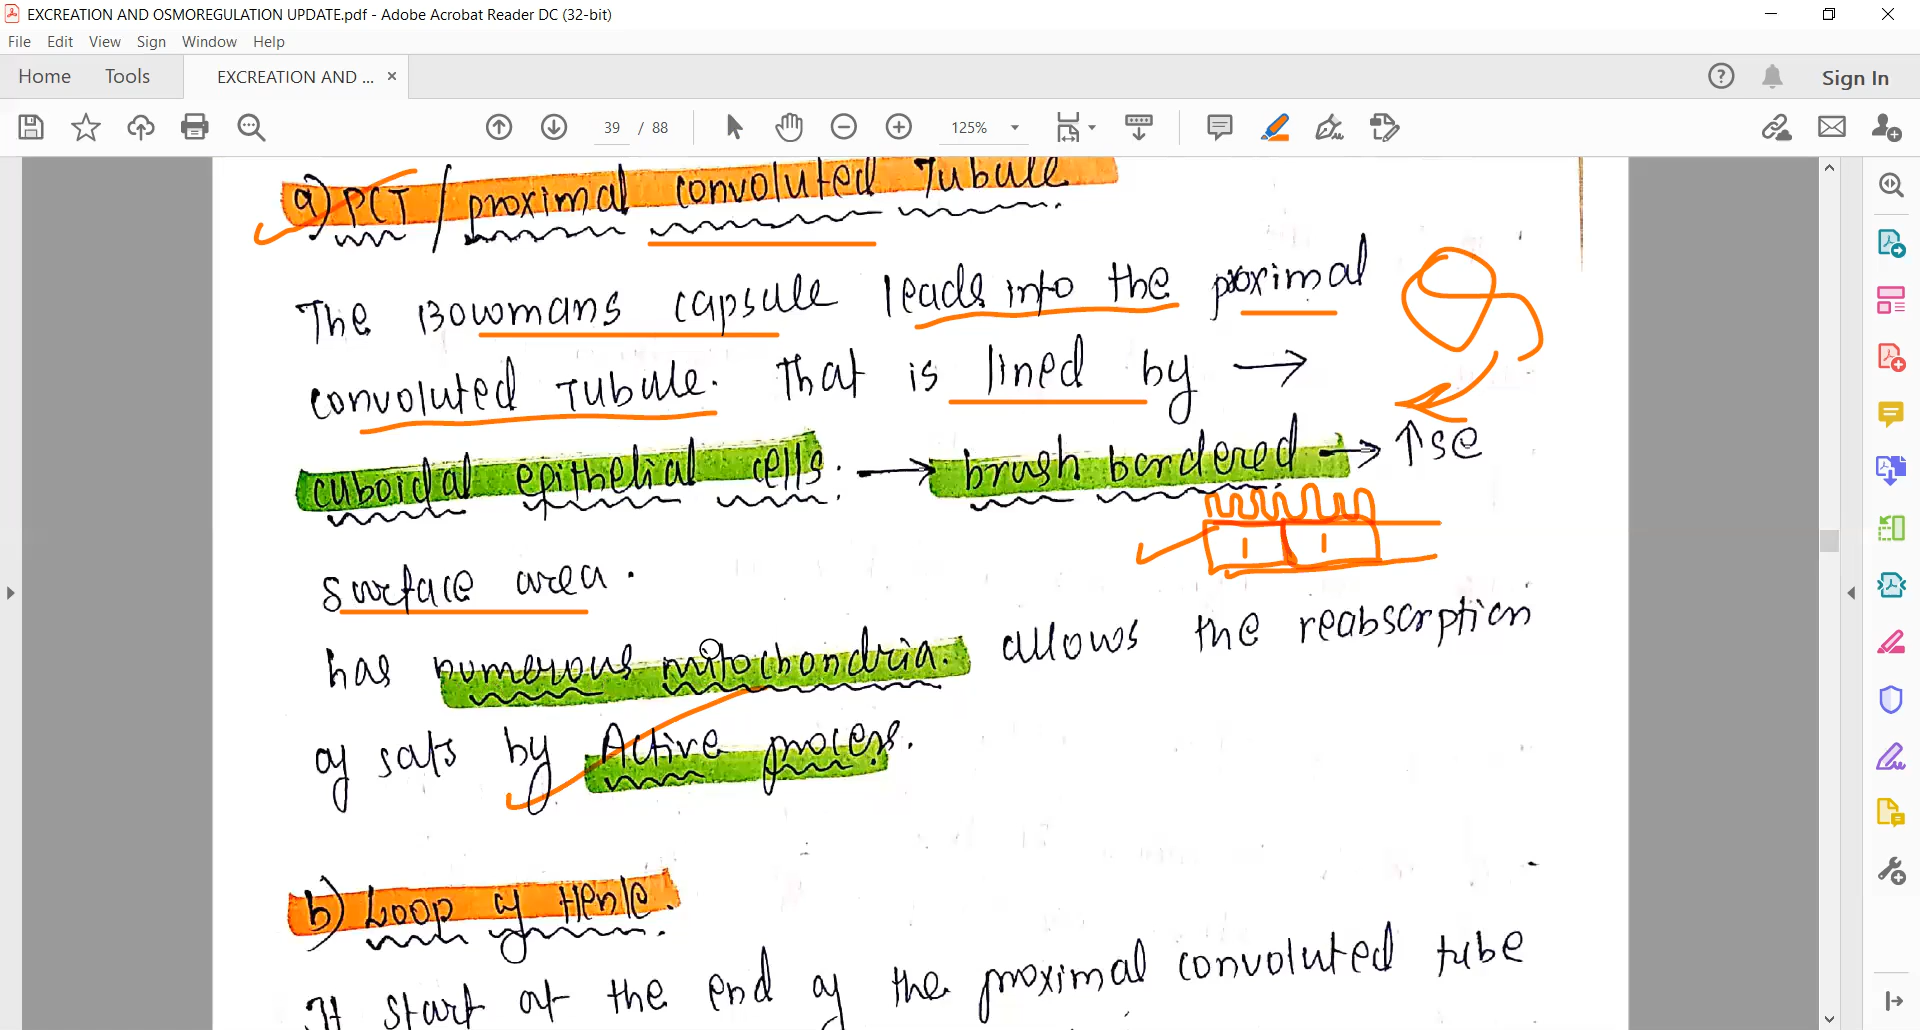 EXCREATION AND OSMOREGULATION UPDATE.pdf - Adobe Acrobat Reader DC (32-bit)
File Edit View Sign Window Help
Home Tools EXCREATION AND ... × Sign In
39 / 88 125%
a) PCT / proximal convoluted Tubule.
The Bowmans capsule leads into the proximal
convoluted Tubule. That is lined by →
cuboidal epithelial cells. → brush bordered → ↑se
surface area.
has numerous mitochondria. allows the reabsorption
of sats by Active process.
b) Loop of Henle.
It start at the end of the proximal convoluted tube